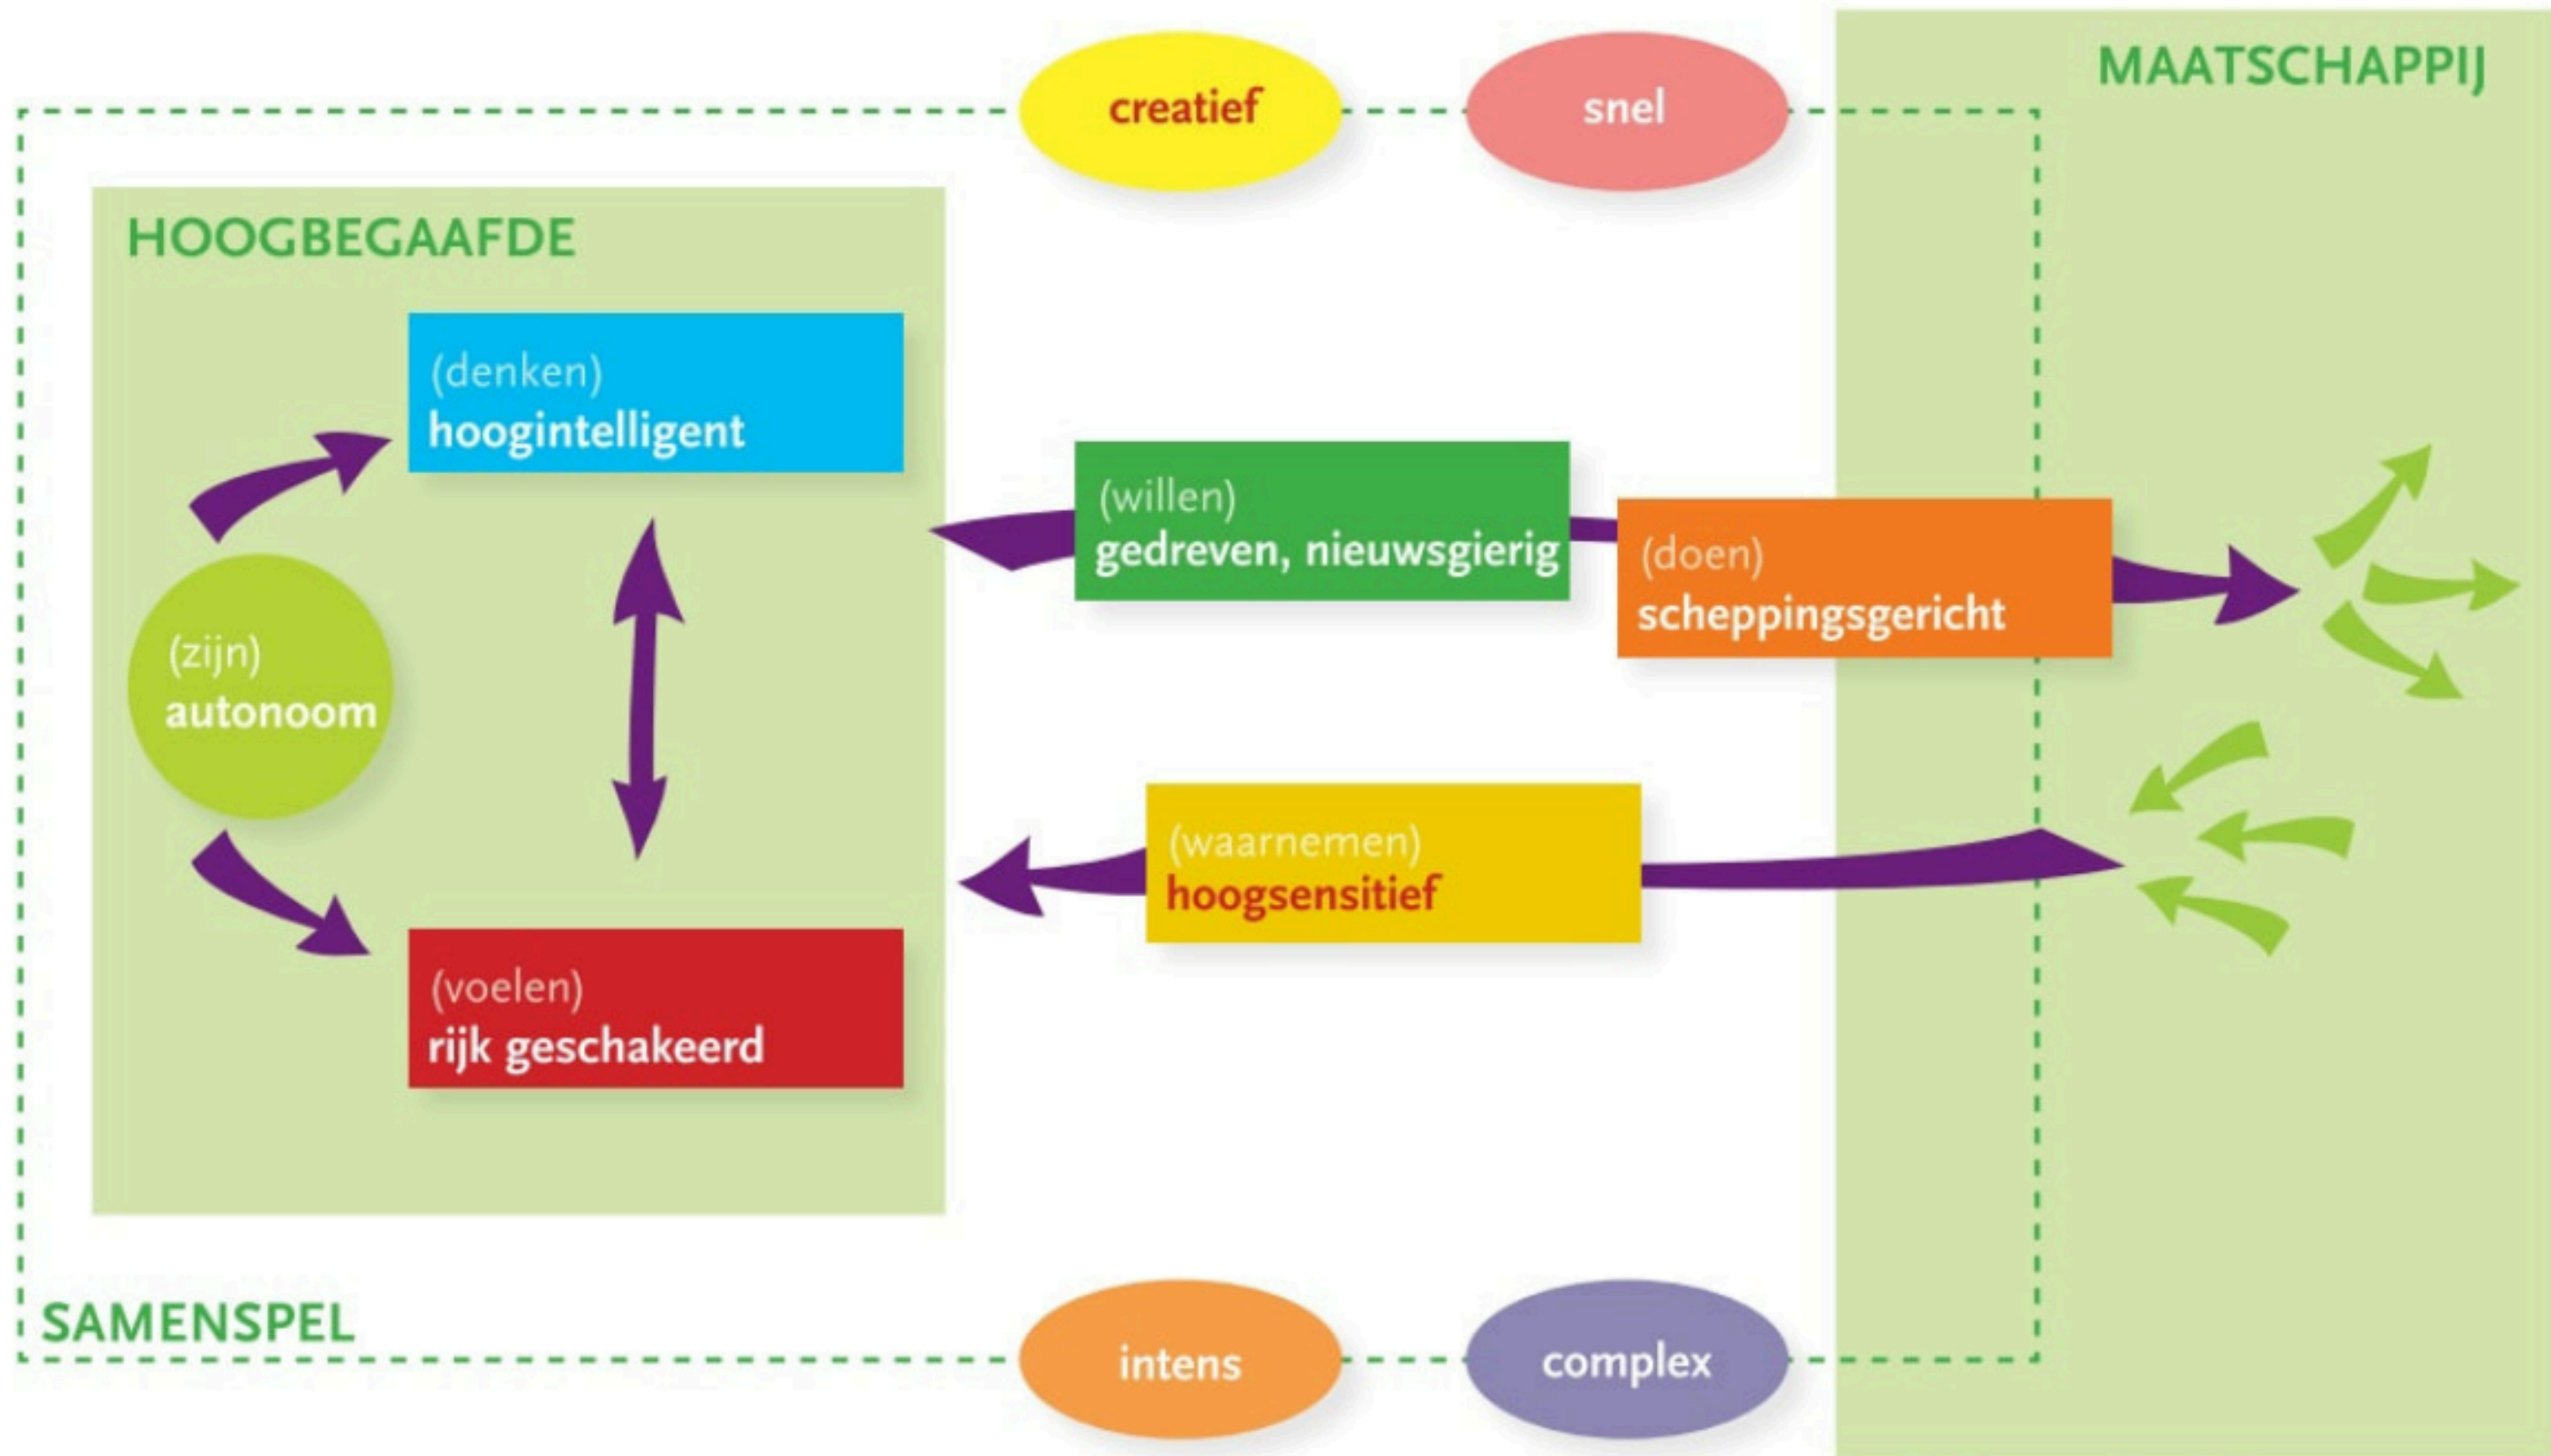 creatief
snel
MAATSCHAPPIJ
HOOGBEGAAFDE
(denken)
hoogintelligent
(willen)
gedreven, nieuwsgierig
(doen)
scheppingsgericht
(zijn)
autonoom
(waarnemen)
hoogsensitief
(voelen)
rijk geschakeerd
SAMENSPEL
intens
complex